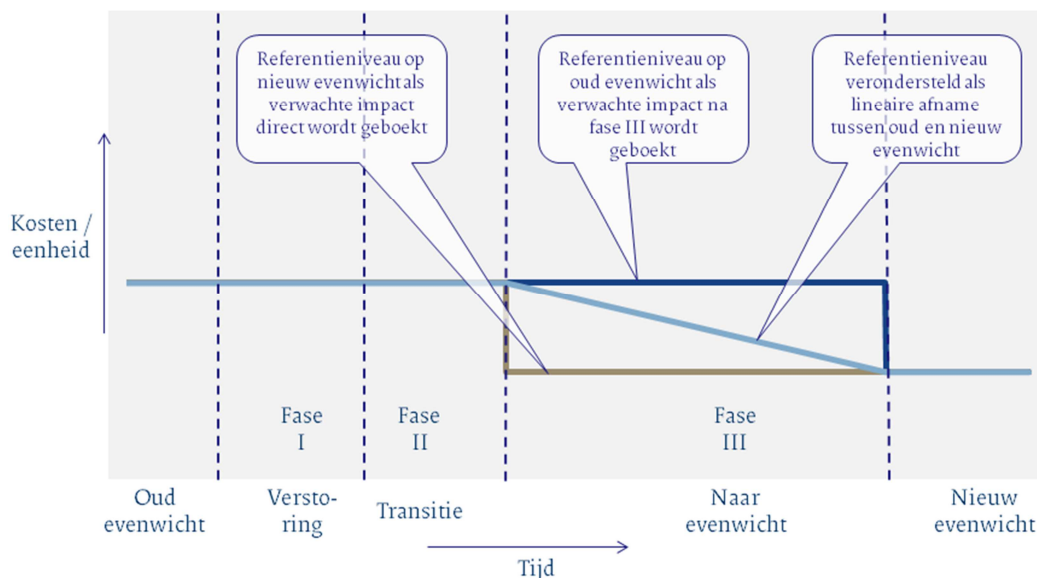 Referentieniveau op
nieuw evenwicht als
verwachte impact
direct wordt geboekt
Referentieniveau op
oud evenwicht als
verwachte impact na
fase III wordt
geboekt
Referentieniveau
verondersteld als
lineaire afname
tussen oud en nieuw
evenwicht
Kosten /
eenheid
Fase
I
Fase
II
Fase
III
Oud
evenwicht
Versto-
ring
Transitie
Naar
evenwicht
Nieuw
evenwicht
Tijd